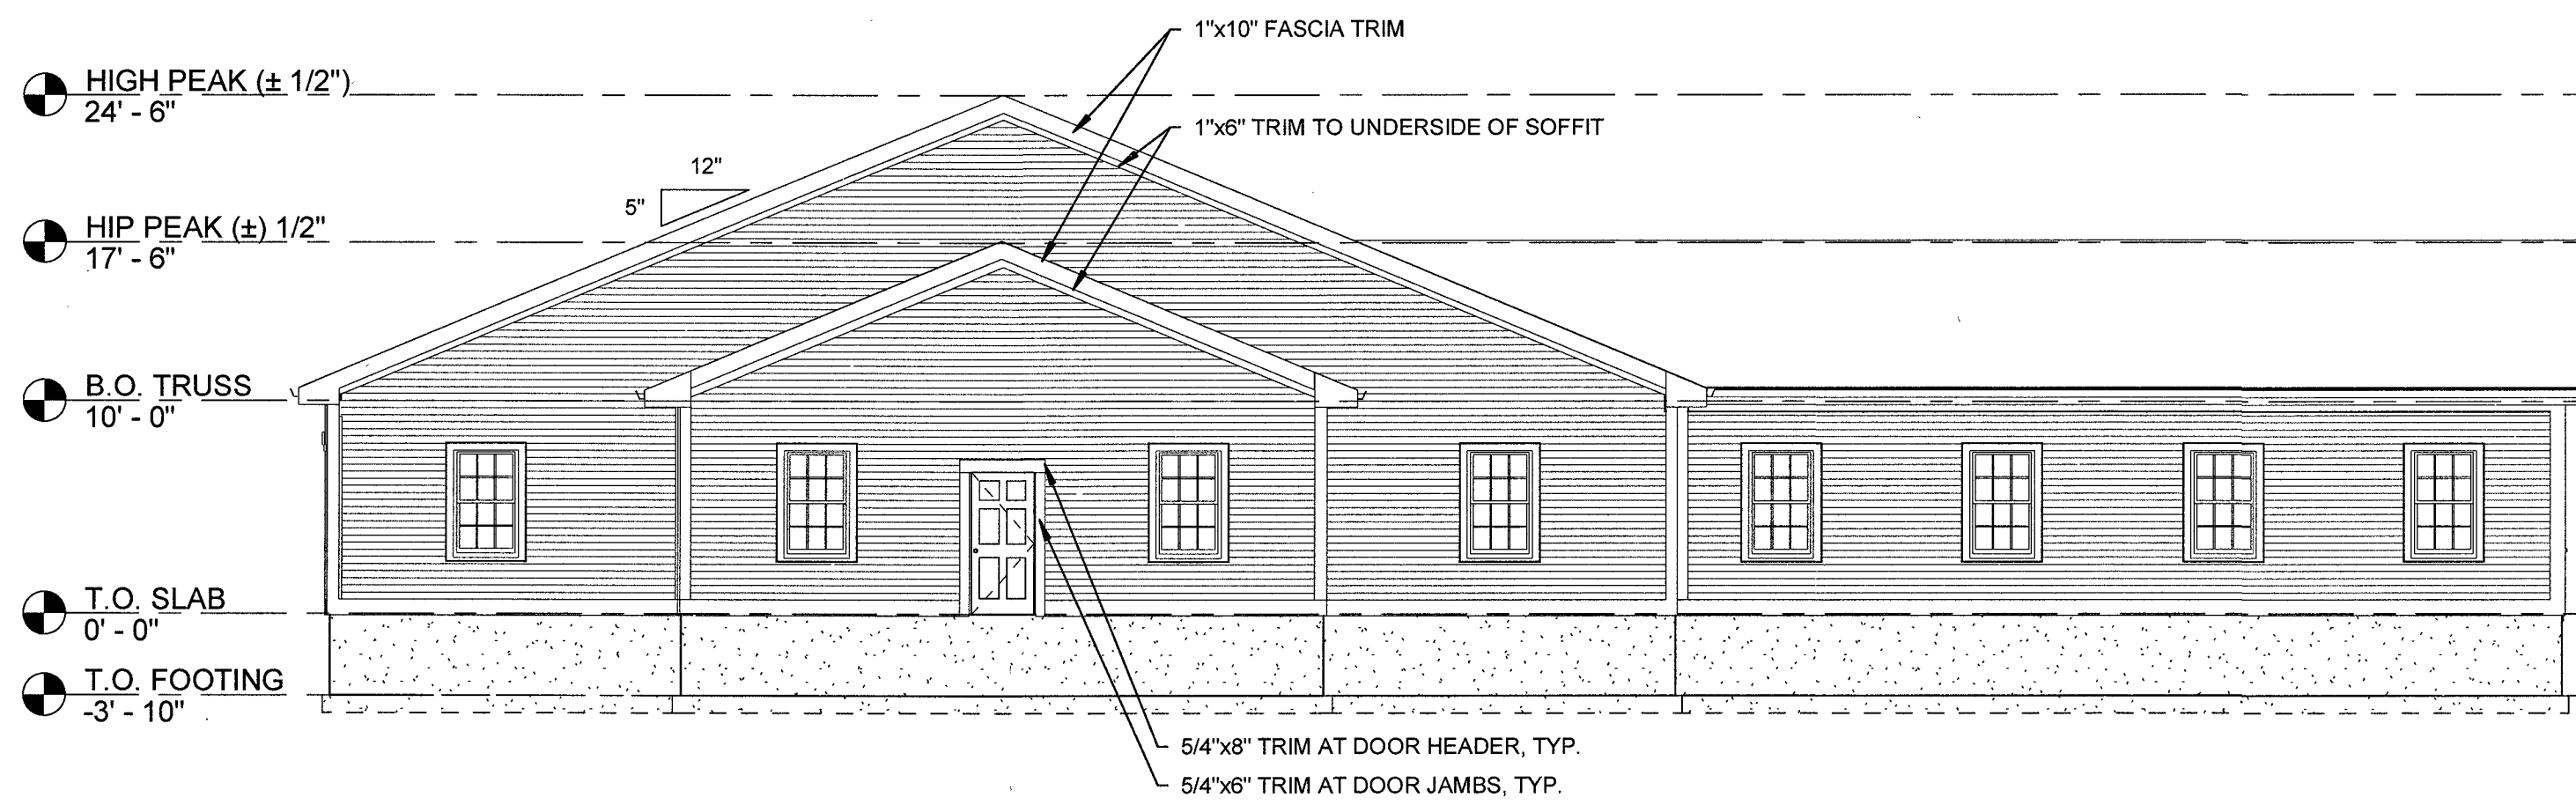 1"x10" FASCIA TRIM
HIGH PEAK (± 1/2")
24' - 6"
1"x6" TRIM TO UNDERSIDE OF SOFFIT
12"
5"
HIP PEAK (±) 1/2"
17' - 6"
B.O. TRUSS
10' - 0"
T.O. SLAB
0' - 0"
T.O. FOOTING
-3' - 10"
5/4"x8" TRIM AT DOOR HEADER, TYP.
5/4"x6" TRIM AT DOOR JAMBS, TYP.